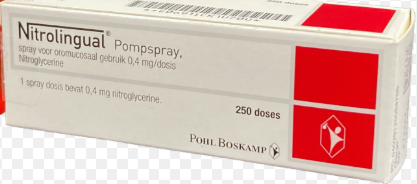 Nitrolingual® Pompspray,
spray voor oromucosaal gebruik 0,4 mg/dosis
Nitroglycerine
1 spray dosis bevat 0,4 mg nitroglycerine.
250 doses
POHL BOSKAMP